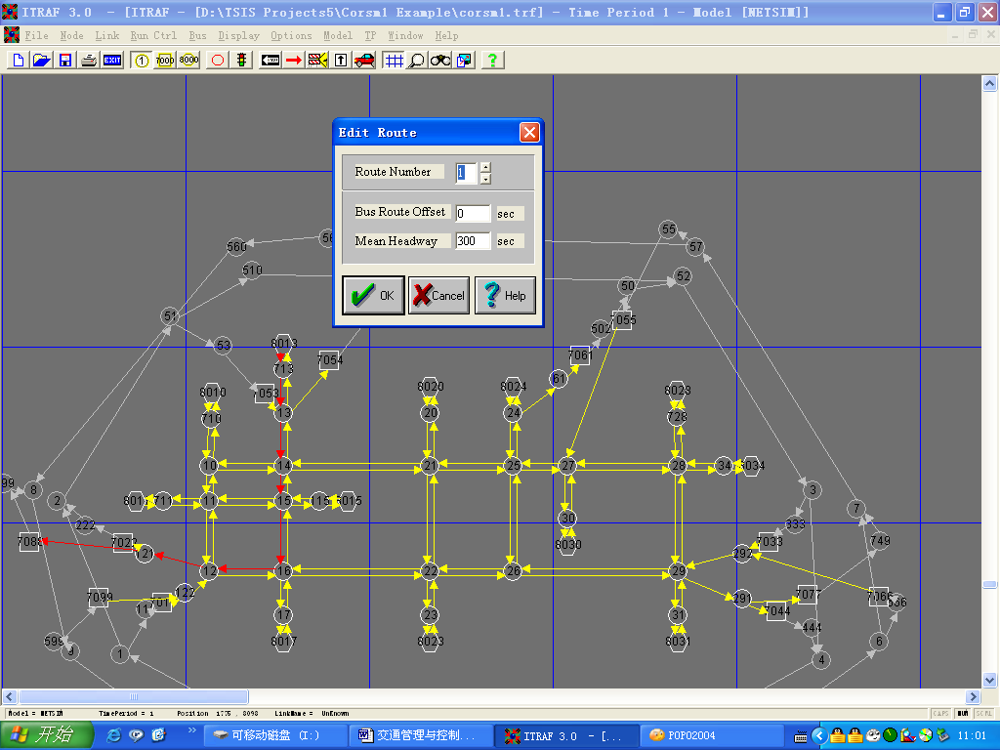 ITRAF 3.0 - [ITRAF - [D:\TSIS Projects5\Corsm1 Example\corsm1.trf] - Time Period 1 - Model [NETSIM]]
File Node Link Run Ctrl Bus Display Options Model TP Window Help
EXIT 1 7000 8000 ?
Edit Route
Route Number 1
Bus Route Offset 0 sec
Mean Headway 300 sec
OK Cancel Help
55
560 56 57
510 52
50
51 7055
502
53 8013
7054 7061
713
61
8010 7053 8020 8024 8028
710 13 20 24 728
10 14 21 25 27 28 34 8034
99 8 2 3
801 711 11 15 115 8015 7
222 30 333
7088 7022 121 8030 7033 749
292
12 16 22 26 29
7099 11 701 122 291 7077 7066 566
7044
17 23 31 444
599 9 1 8017 8023 8031 6
4
Model = NETSIM TimePeriod = 1 Position 1775 , 8098 LinkName = Unknown CAPS NUM SCRL
开始 可移动磁盘 (I:) 交通管理与控制... ITRAF 3.0 - [... POPO2004 11:01